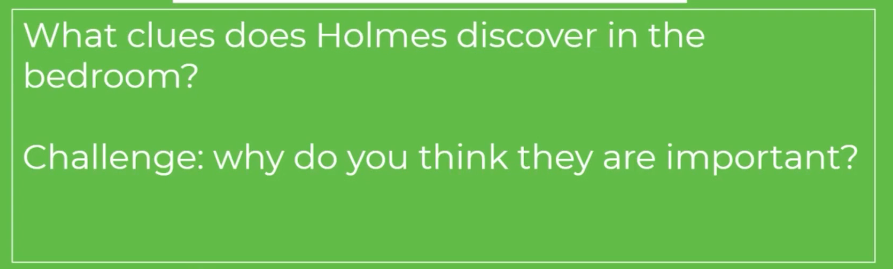 What clues does Holmes discover in the
bedroom?
Challenge: why do you think they are important?